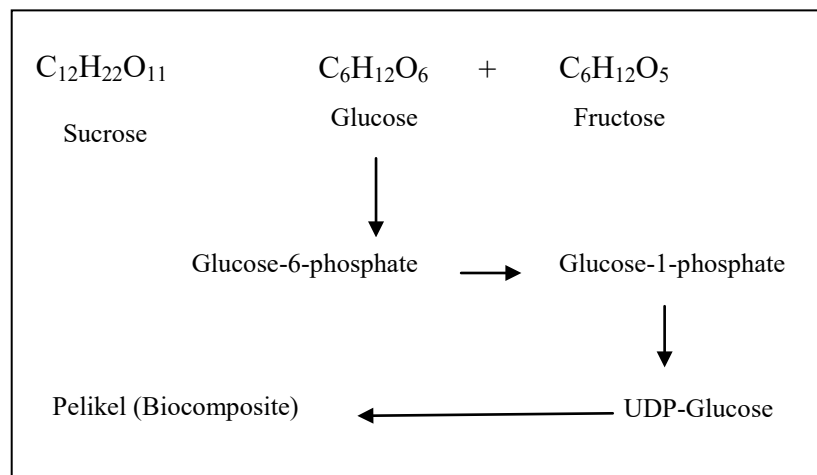 C₁₂H₂₂O₁₁ C₆H₁₂O₆ + C₆H₁₂O₅
Sucrose Glucose Fructose
Glucose-6-phosphate Glucose-1-phosphate
Pelikel (Biocomposite) UDP-Glucose